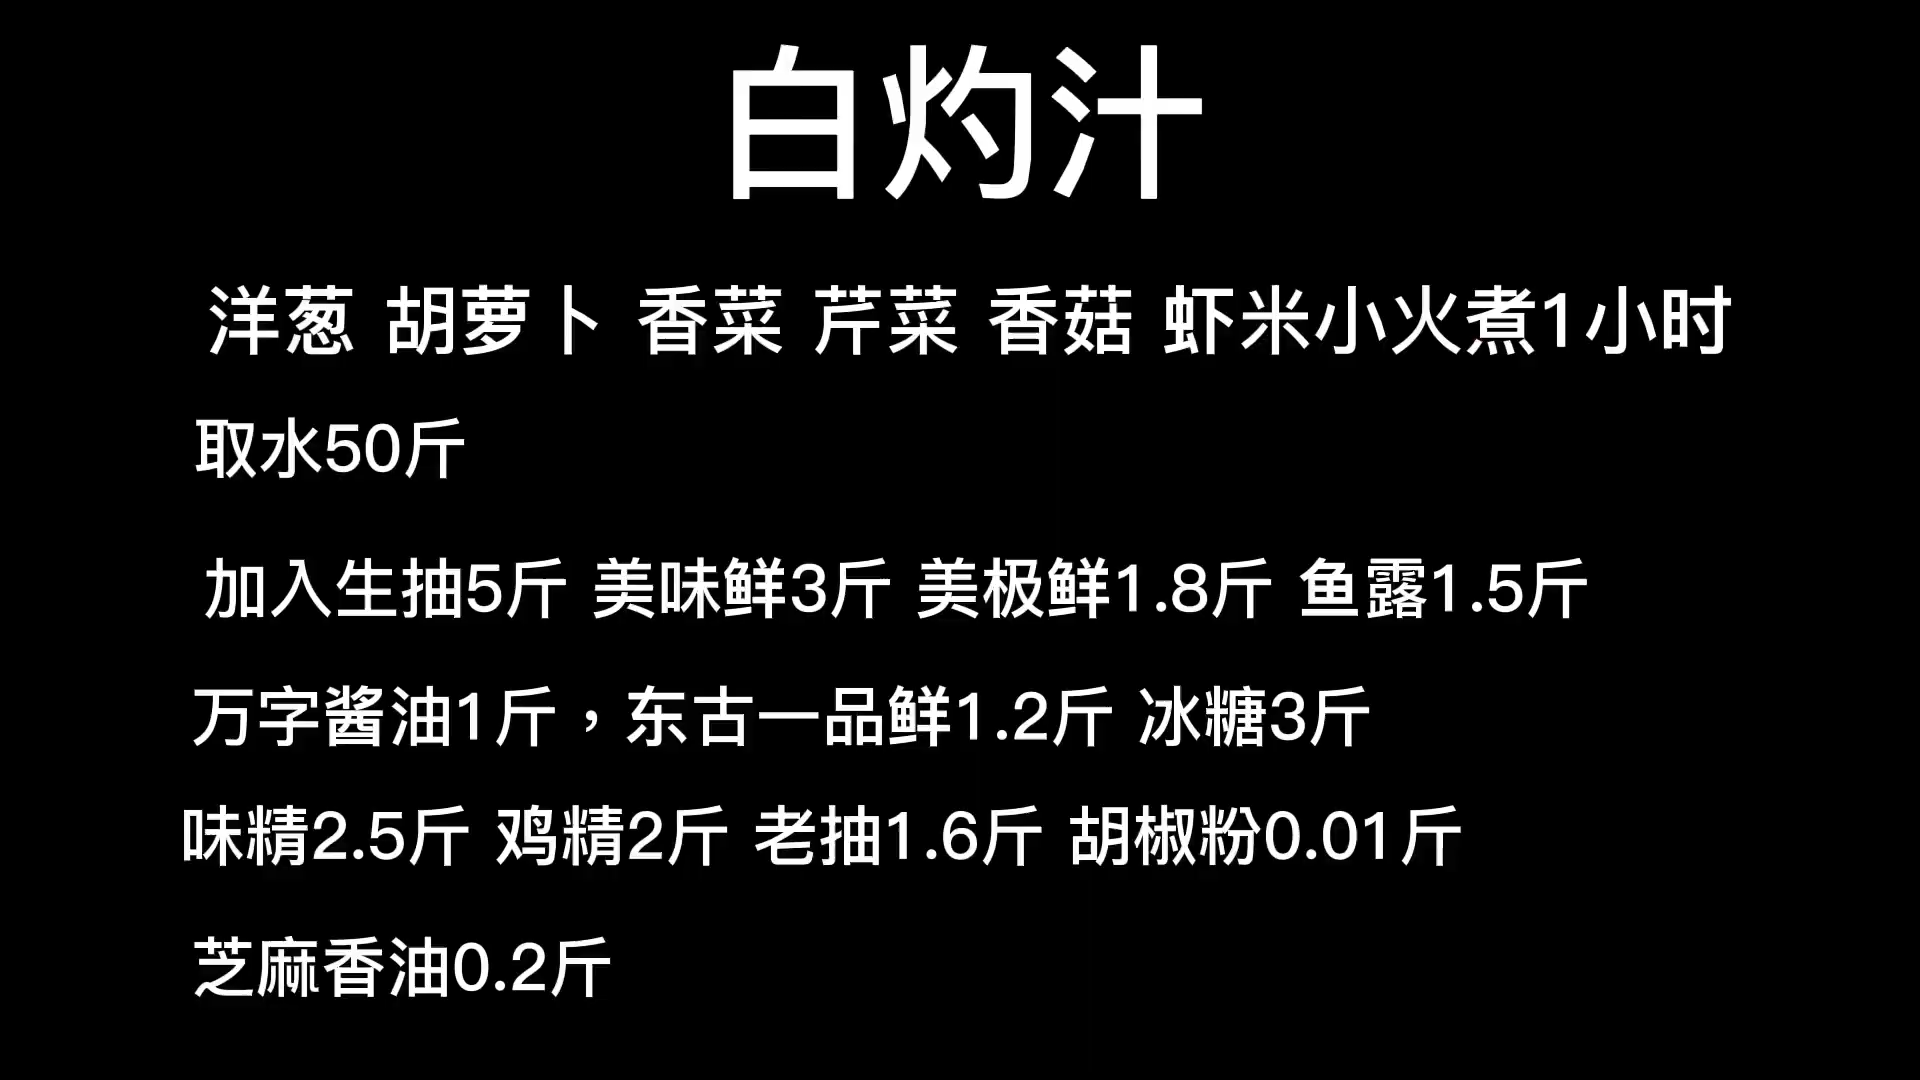 白灼汁
洋葱 胡萝卜 香菜 芹菜 香菇 虾米小火煮1小时
取水50斤
加入生抽5斤 美味鲜3斤 美极鲜1.8斤 鱼露1.5斤
万字酱油1斤，东古一品鲜1.2斤 冰糖3斤
味精2.5斤 鸡精2斤 老抽1.6斤 胡椒粉0.01斤
芝麻香油0.2斤